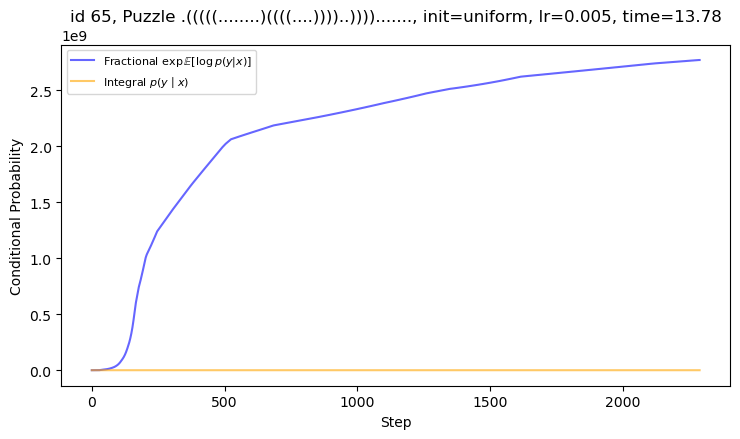 id 65, Puzzle .(((((........)((((....))))..))))......., init=uniform, lr=0.005, time=13.78
1e9
Fractional exp𝔼[log p(y|x)]
Integral p(y | x)
2.5
2.0
1.5
1.0
0.5
0.0
Conditional Probability
0
500
1000
1500
2000
Step